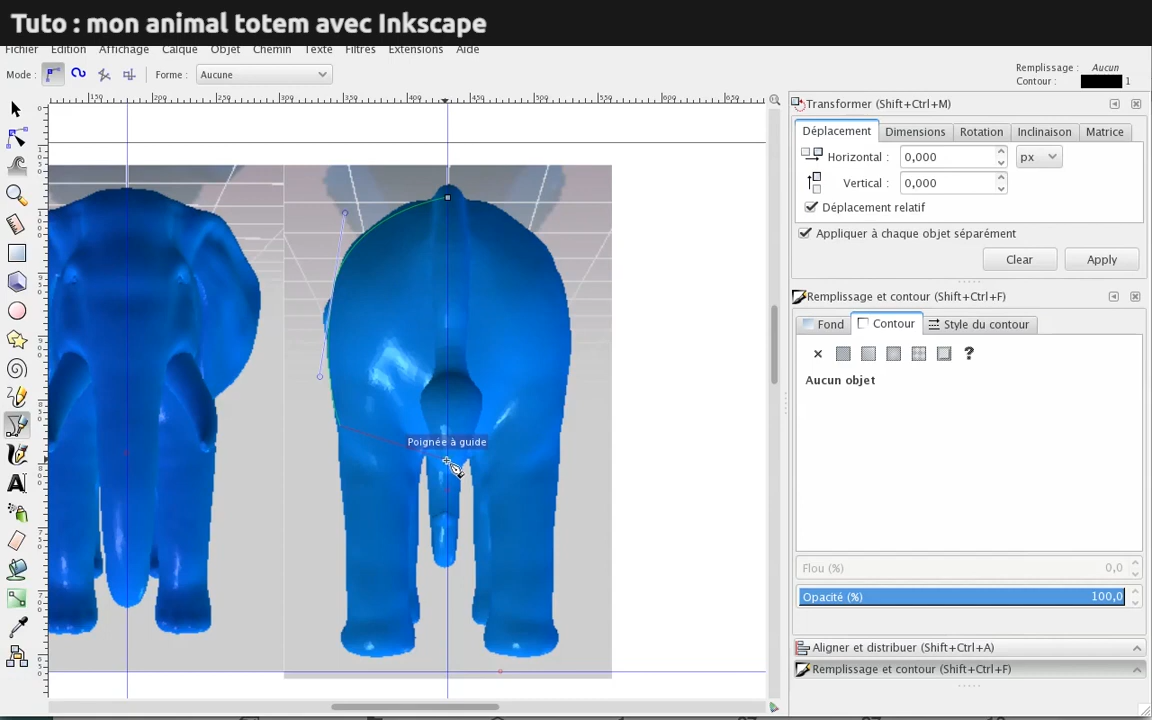 Tuto : mon animal totem avec Inkscape
Fichier Edition Affichage Calque Objet Chemin Texte Filtres Extensions Aide
Mode : Forme : Aucune
Remplissage : Aucun
Contour : 1
Transformer (Shift+Ctrl+M)
Déplacement Dimensions Rotation Inclinaison Matrice
Horizontal : 0,000 px
Vertical : 0,000
Déplacement relatif
Appliquer à chaque objet séparément
Clear Apply
Remplissage et contour (Shift+Ctrl+F)
Fond Contour Style du contour
Aucun objet
Poignée à guide
Flou (%) 0,0
Opacité (%) 100,0
Aligner et distribuer (Shift+Ctrl+A)
Remplissage et contour (Shift+Ctrl+F)